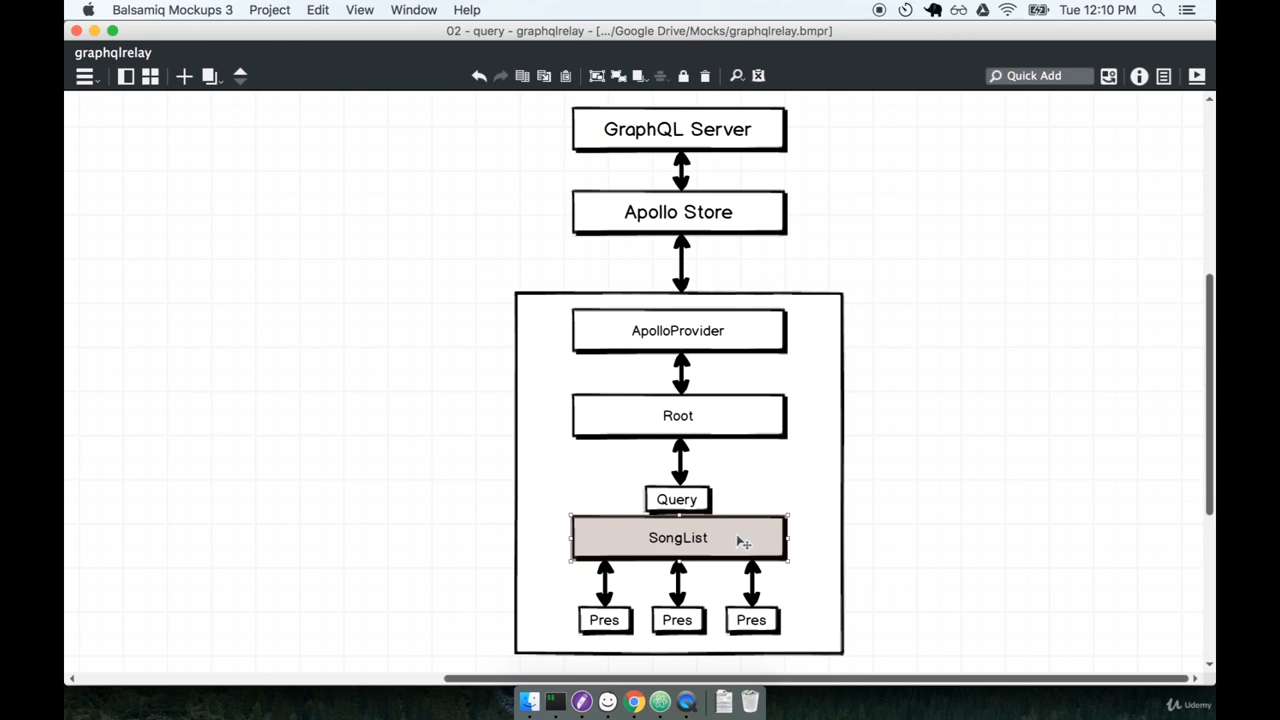 Balsamiq Mockups 3 Project Edit View Window Help Tue 12:10 PM
02 - query - graphqlrelay - [.../Google Drive/Mocks/graphqlrelay.bmpr]
graphqlrelay
Quick Add
GraphQL Server
Apollo Store
ApolloProvider
Root
Query
SongList
Pres Pres Pres
Udemy